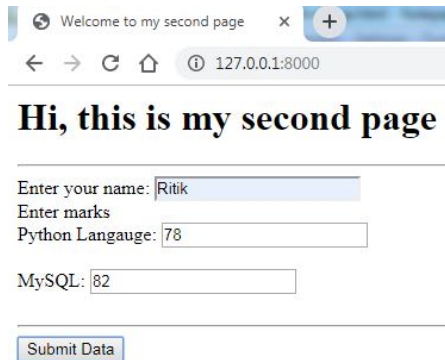 Welcome to my second page
127.0.0.1:8000
Hi, this is my second page
Enter your name: Ritik
Enter marks
Python Langauge: 78
MySQL: 82
Submit Data